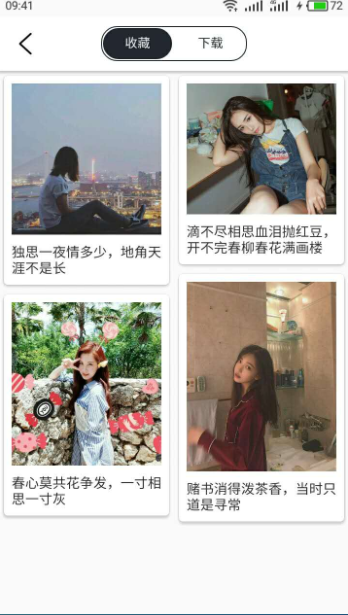 09:41
72
收藏
下载
独思一夜情多少，地角天
涯不是长
滴不尽相思血泪抛红豆，
开不完春柳春花满画楼
春心莫共花争发，一寸相
思一寸灰
赌书消得泼茶香，当时只
道是寻常